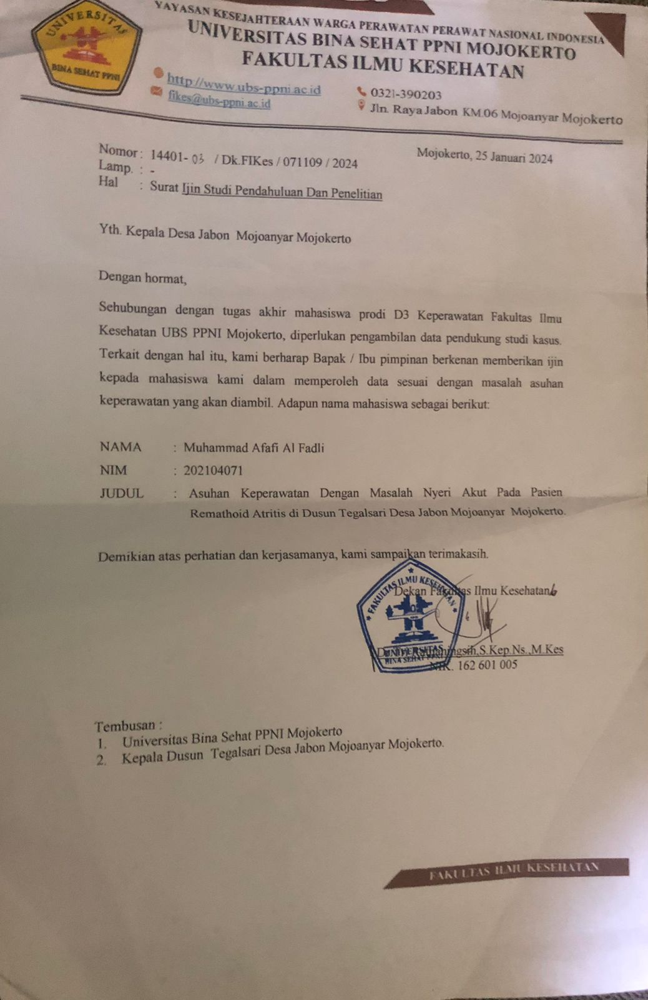 UNIVERSITAS
BINA SEHAT PPNI
YAYASAN KESEJAHTERAAN WARGA PERAWATAN PERAWAT NASIONAL INDONESIA
UNIVERSITAS BINA SEHAT PPNI MOJOKERTO
FAKULTAS ILMU KESEHATAN
http://www.ubs-ppni.ac.id
fikes@ubs-ppni.ac.id
0321-390203
Jln. Raya Jabon KM.06 Mojoanyar Mojokerto
Mojokerto, 25 Januari 2024
Nomor : 14401- 03 / Dk.FIKes / 071109 / 2024
Lamp. : -
Hal : Surat Ijin Studi Pendahuluan Dan Penelitian
Yth. Kepala Desa Jabon Mojoanyar Mojokerto
Dengan hormat,
Sehubungan dengan tugas akhir mahasiswa prodi D3 Keperawatan Fakultas Ilmu
Kesehatan UBS PPNI Mojokerto, diperlukan pengambilan data pendukung studi kasus.
Terkait dengan hal itu, kami berharap Bapak / Ibu pimpinan berkenan memberikan ijin
kepada mahasiswa kami dalam memperoleh data sesuai dengan masalah asuhan
keperawatan yang akan diambil. Adapun nama mahasiswa sebagai berikut:
NAMA : Muhammad Afafi Al Fadli
NIM : 202104071
JUDUL : Asuhan Keperawatan Dengan Masalah Nyeri Akut Pada Pasien
Remathoid Atritis di Dusun Tegalsari Desa Jabon Mojoanyar Mojokerto.
Demikian atas perhatian dan kerjasamanya, kami sampaikan terimakasih.
Dekan Fakultas Ilmu Kesehatan
FAKULTAS ILMU KESEHATAN
UNIVERSITAS
BINA SEHAT PPNI
S.Kep.Ns.,M.Kes
NIK. 162 601 005
Tembusan :
1. Universitas Bina Sehat PPNI Mojokerto
2. Kepala Dusun Tegalsari Desa Jabon Mojoanyar Mojokerto.
FAKULTAS ILMU KESEHATAN